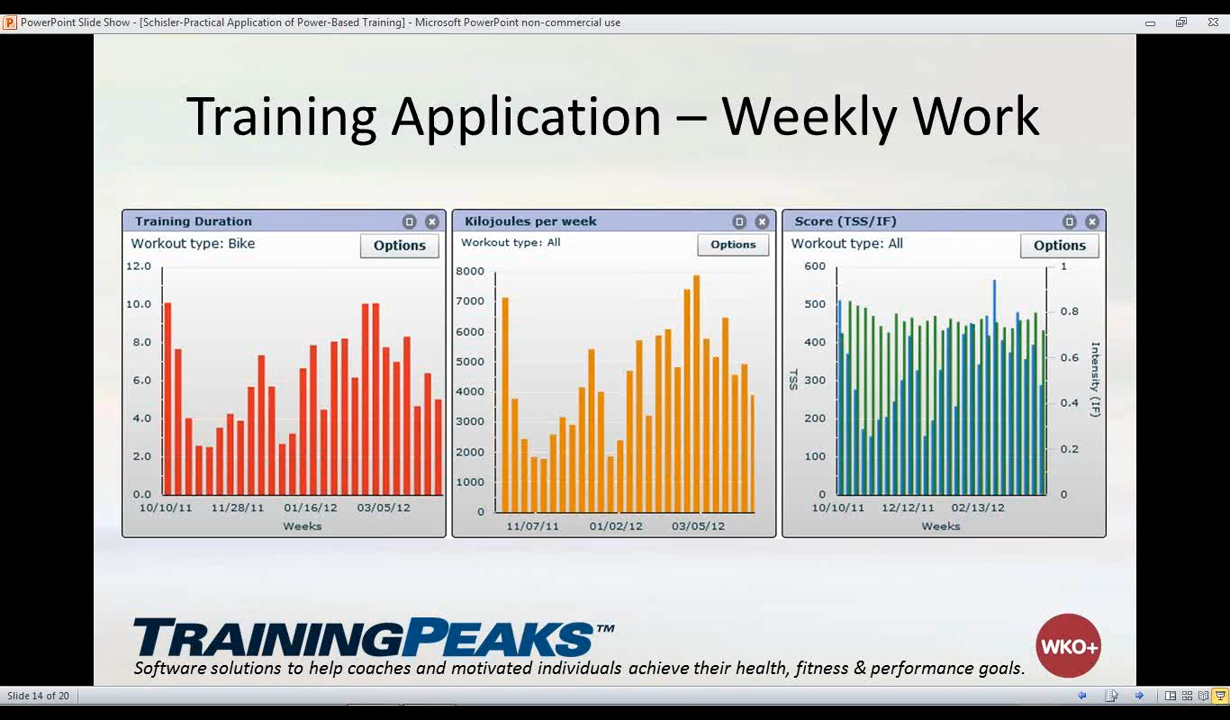 PowerPoint Slide Show - [Schisler-Practical Application of Power-Based Training] - Microsoft PowerPoint non-commercial use
Training Application – Weekly Work
Training Duration
Workout type: Bike
Options
12.0
10.0
8.0
6.0
4.0
2.0
0.0
10/10/11 11/28/11 01/16/12 03/05/12
Weeks
Kilojoules per week
Workout type: All
Options
8000
7000
6000
5000
4000
3000
2000
1000
0
11/07/11 01/02/12 03/05/12
Score (TSS/IF)
Workout type: All
Options
600
500
400
300
200
100
0
TSS
1
0.8
0.6
0.4
0.2
0
Intensity (IF)
10/10/11 12/12/11 02/13/12
Weeks
TRAININGPEAKS™
Software solutions to help coaches and motivated individuals achieve their health, fitness & performance goals.
WKO+
Slide 14 of 20